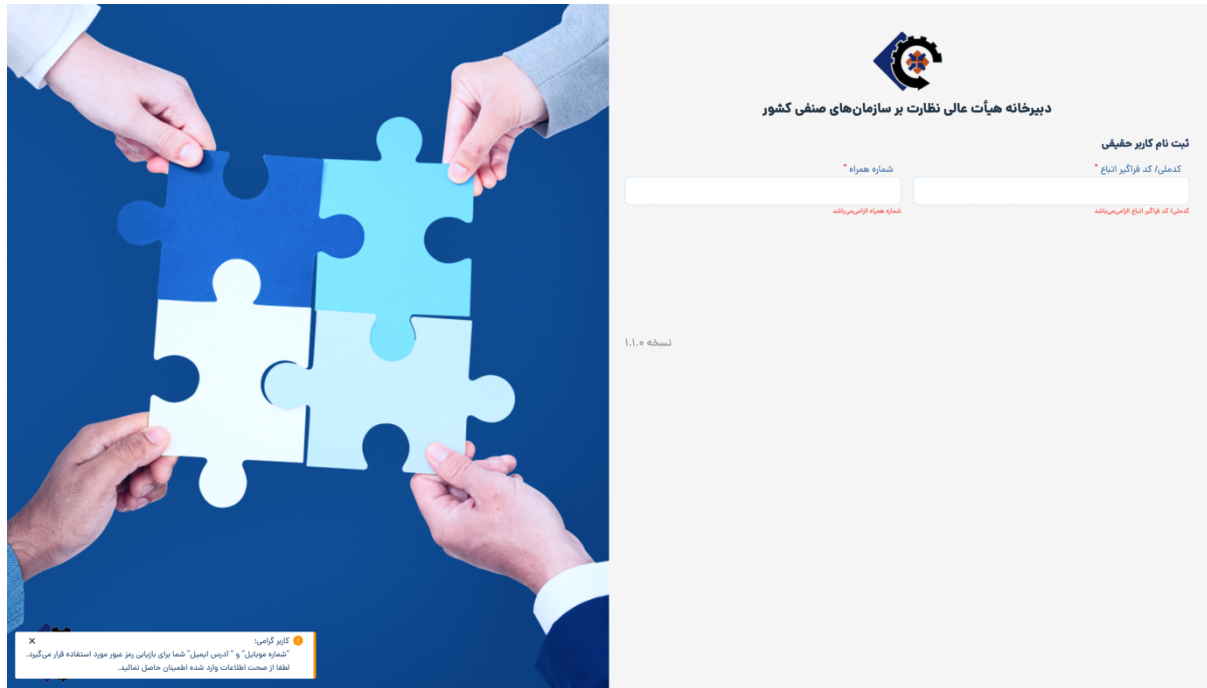 دبیرخانه هیأت عالی نظارت بر سازمان‌های صنفی کشور
ثبت نام کاربر حقیقی
کدملی/ کد فراگیر اتباع *
شماره همراه *
کدملی/ کد فراگیر اتباع الزامی‌می‌باشد
شماره همراه الزامی‌می‌باشد
نسخه ۱.۱.۰
کاربر گرامی؛
"شماره موبایل" و " آدرس ایمیل" شما برای بازیابی رمز عبور مورد استفاده قرار می‌گیرد.
لطفا از صحت اطلاعات وارد شده اطمینان حاصل نمائید.